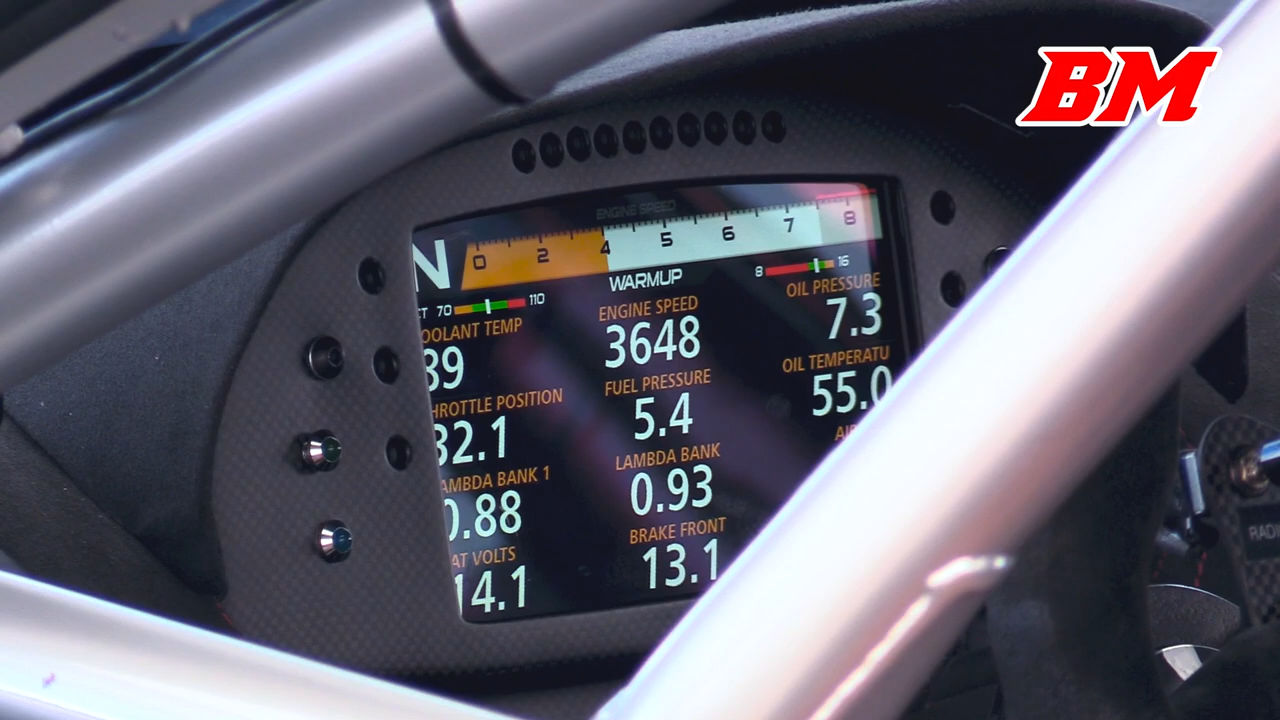 BM
ENGINE SPEED
N
0 2 4 5 6 7 8
WARMUP
8 16
70 110
OOLANT TEMP
ENGINE SPEED
OIL PRESSURE
89
3648
7.3
HROTTLE POSITION
FUEL PRESSURE
OIL TEMPERATU
32.1
5.4
55.0
AMBDA BANK 1
LAMBDA BANK
AI
0.88
0.93
AT VOLTS
BRAKE FRONT
14.1
13.1
RAD